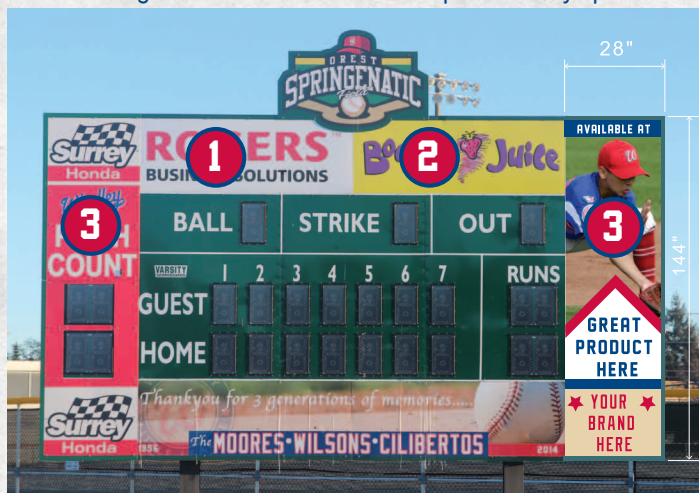 28"
144"
OREST
SPRINGENATIC
Field
AVAILABLE AT
Surrey
Honda
ROGERS
BUSINESS SOLUTIONS
1
2
Juice
3
COUNT
BALL
STRIKE
OUT
3
VARSITY
1 2 3 4 5 6 7 RUNS
GUEST
HOME
GREAT
PRODUCT
HERE
YOUR
BRAND
HERE
Surrey
Honda
Thankyou for 3 generations of memories.....
1956
The MOORES•WILSONS•CILIBERTOS
2014